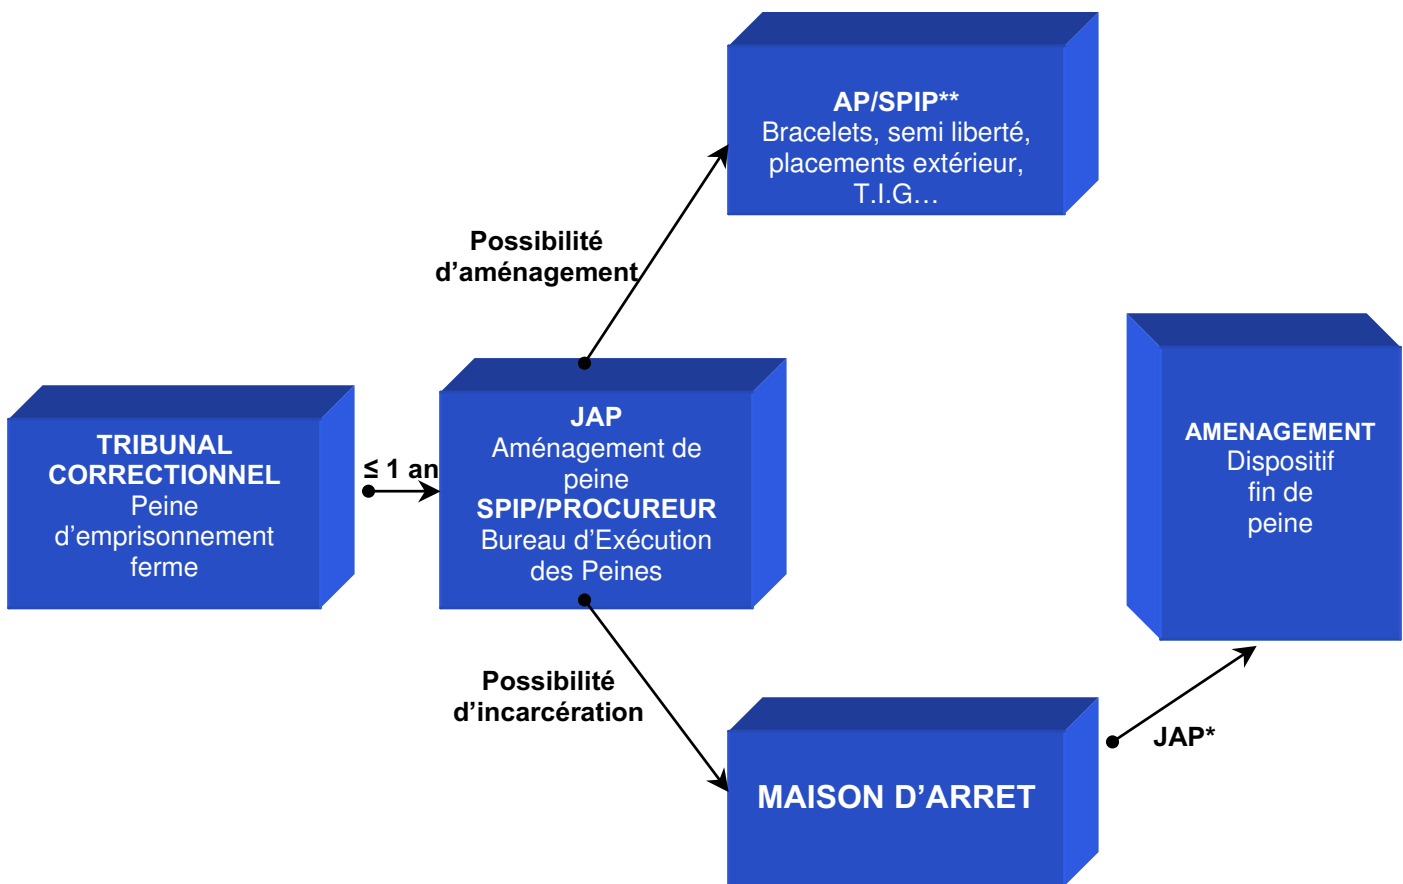 AP/SPIP**
Bracelets, semi liberté,
placements extérieur,
T.I.G…
Possibilité
d’aménagement
TRIBUNAL
CORRECTIONNEL
Peine
d’emprisonnement
ferme
≤ 1 an
JAP
Aménagement de
peine
SPIP/PROCUREUR
Bureau d’Exécution
des Peines
AMENAGEMENT
Dispositif
fin de
peine
Possibilité
d’incarcération
JAP*
MAISON D’ARRET